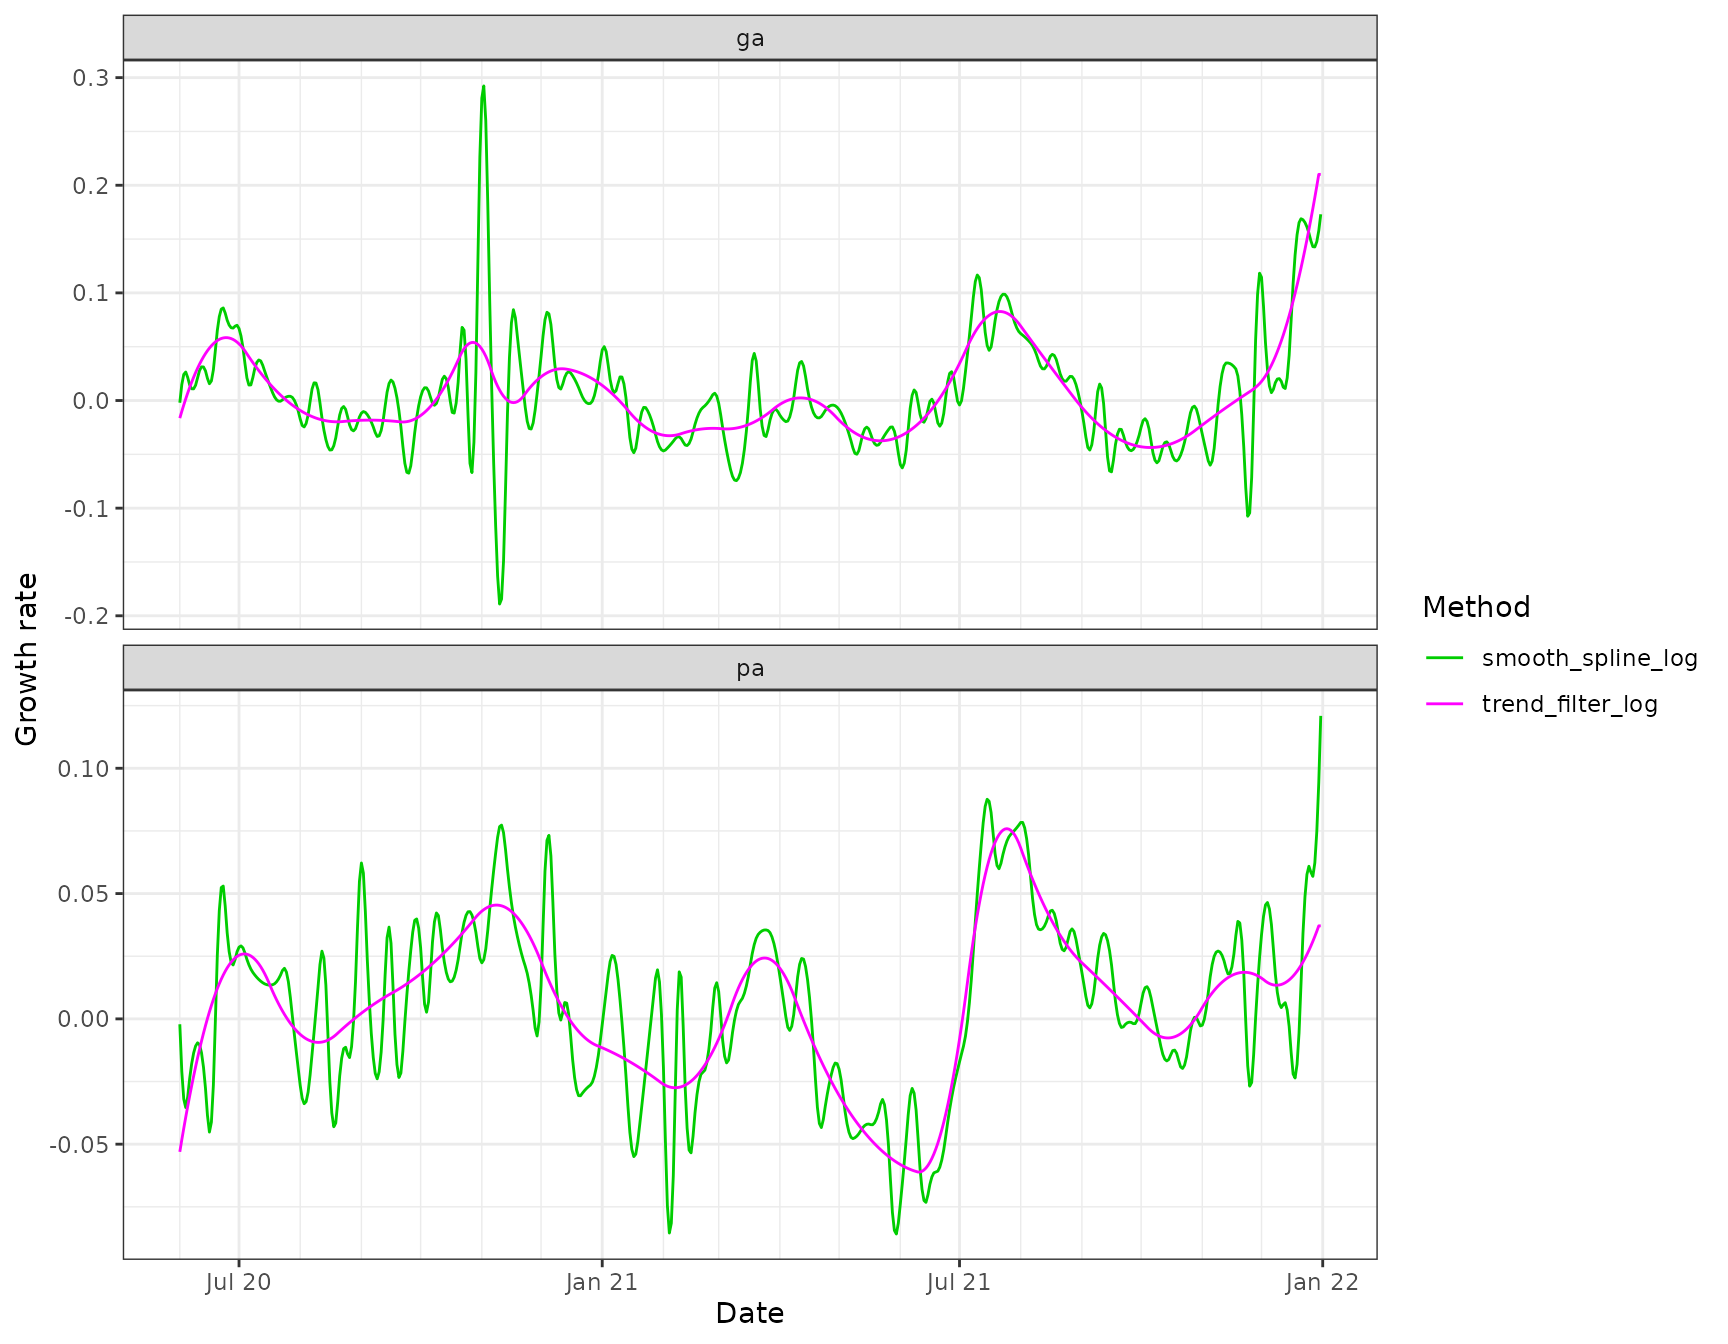 ga
0.3
0.2
0.1
0.0
-0.1
-0.2
pa
0.10
0.05
0.00
-0.05
Jul 20
Jan 21
Jul 21
Jan 22
Date
Growth rate
Method
smooth_spline_log
trend_filter_log